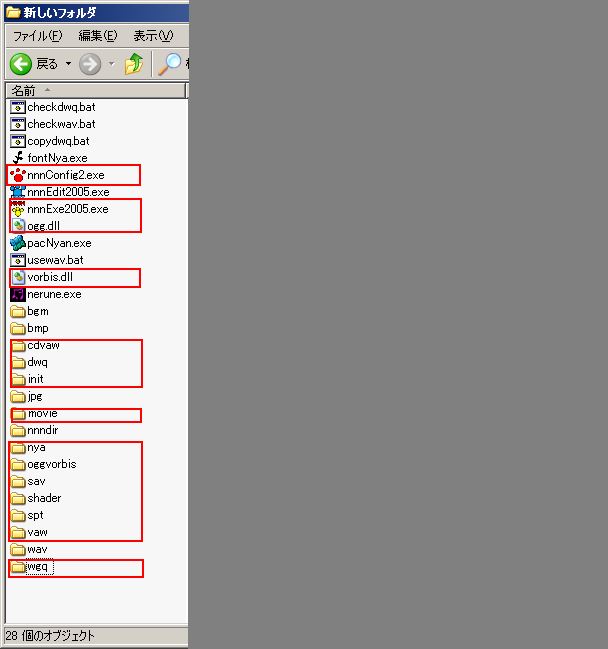 新しいフォルダ
ファイル(F) 編集(E) 表示(V)
戻る
名前
checkdwq.bat
checkwav.bat
copydwq.bat
fontNya.exe
nnnConfig2.exe
nnnEdit2005.exe
nnnExe2005.exe
ogg.dll
pacNyan.exe
usewav.bat
vorbis.dll
nerune.exe
bgm
bmp
cdvaw
dwq
init
jpg
movie
nnndir
nya
oggvorbis
sav
shader
spt
vaw
wav
wgq
28 個のオブジェクト